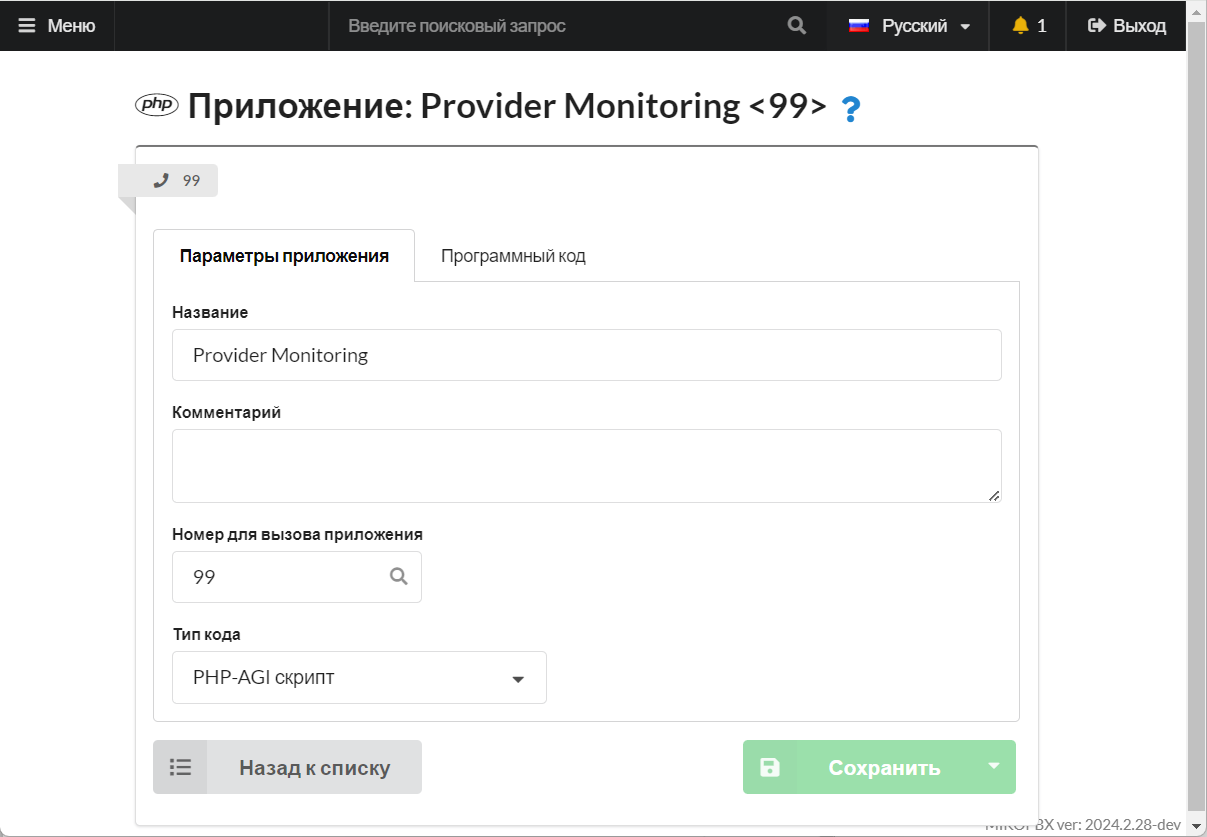 Меню
Введите поисковый запрос
Русский
1
Выход
php Приложение: Provider Monitoring <99> ?
99
Параметры приложения
Программный код
Название
Provider Monitoring
Комментарий
Номер для вызова приложения
99
Тип кода
PHP-AGI скрипт
Назад к списку
Сохранить
MIKOPBX ver: 2024.2.28-dev